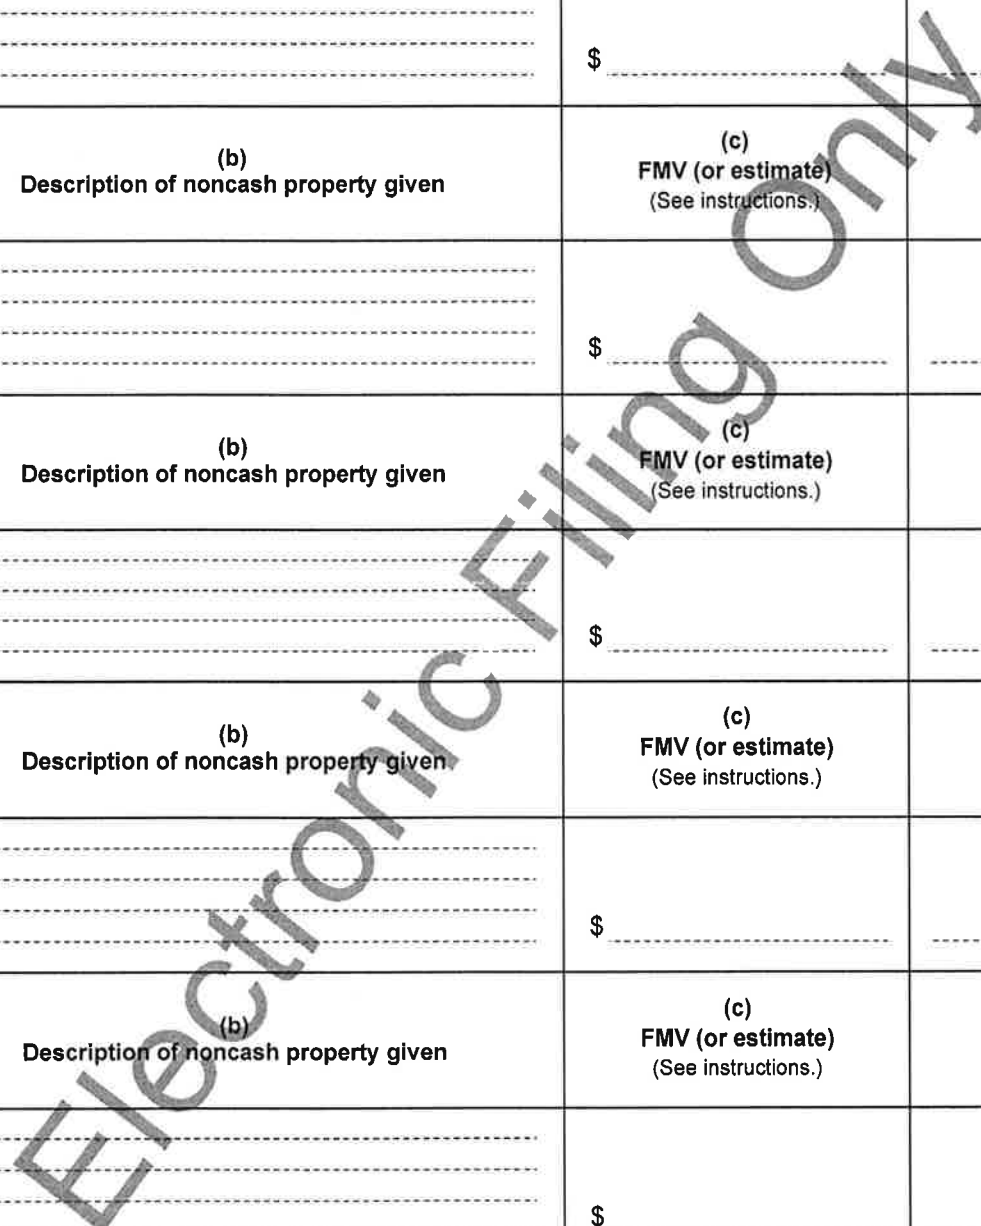 $
(b)
Description of noncash property given
(c)
FMV (or estimate)
(See instructions.)
$
(b)
Description of noncash property given
(c)
FMV (or estimate)
(See instructions.)
$
(b)
Description of noncash property given
(c)
FMV (or estimate)
(See instructions.)
$
(b)
Description of noncash property given
(c)
FMV (or estimate)
(See instructions.)
$
Electronic Filing Only